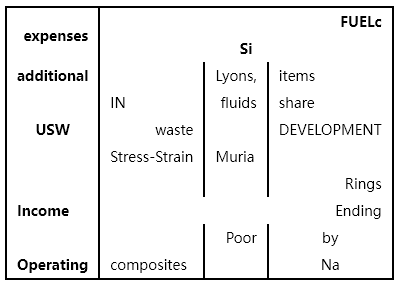 FUELc
expenses
Si
additional Lyons, items
IN fluids share
USW waste DEVELOPMENT
Stress-Strain Muria
Rings
Income Ending
Poor by
Operating composites Na